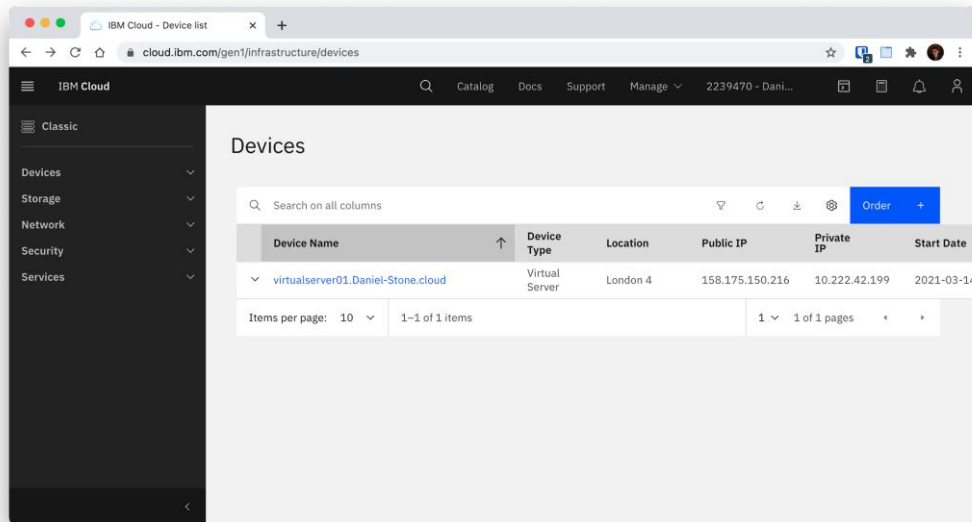 IBM Cloud - Device list
cloud.ibm.com/gen1/infrastructure/devices
2
IBM Cloud Catalog Docs Support Manage 2239470 - Dani...
Classic
Devices
Storage
Network
Security
Services
Devices
Search on all columns Order +
Device Name Device Type Location Public IP Private IP Start Date
virtualserver01.Daniel-Stone.cloud Virtual Server London 4 158.175.150.216 10.222.42.199 2021-03-14
Items per page: 10 1–1 of 1 items 1 1 of 1 pages